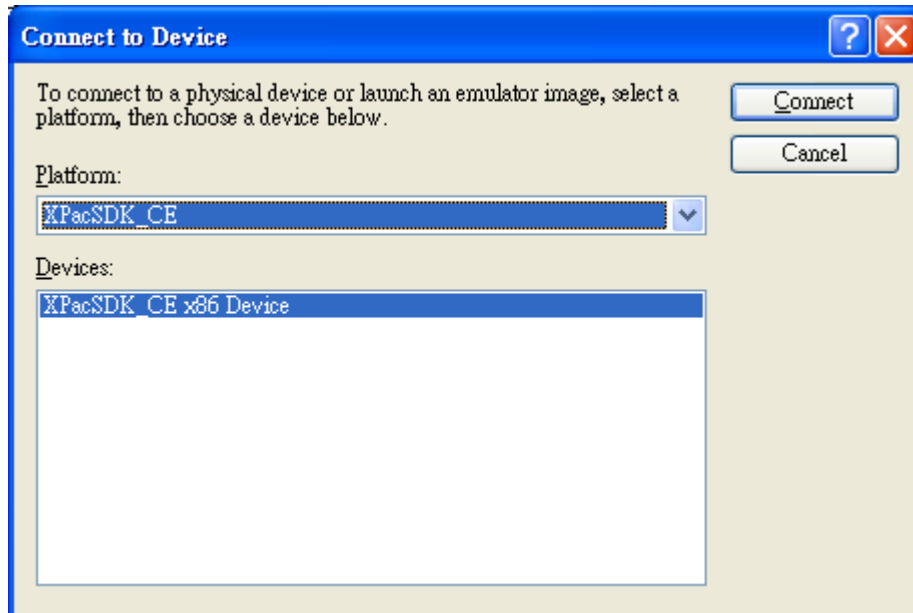 Connect to Device
To connect to a physical device or launch an emulator image, select a
platform, then choose a device below.
Connect
Cancel
Platform:
XPacSDK_CE
Devices:
XPacSDK_CE x86 Device